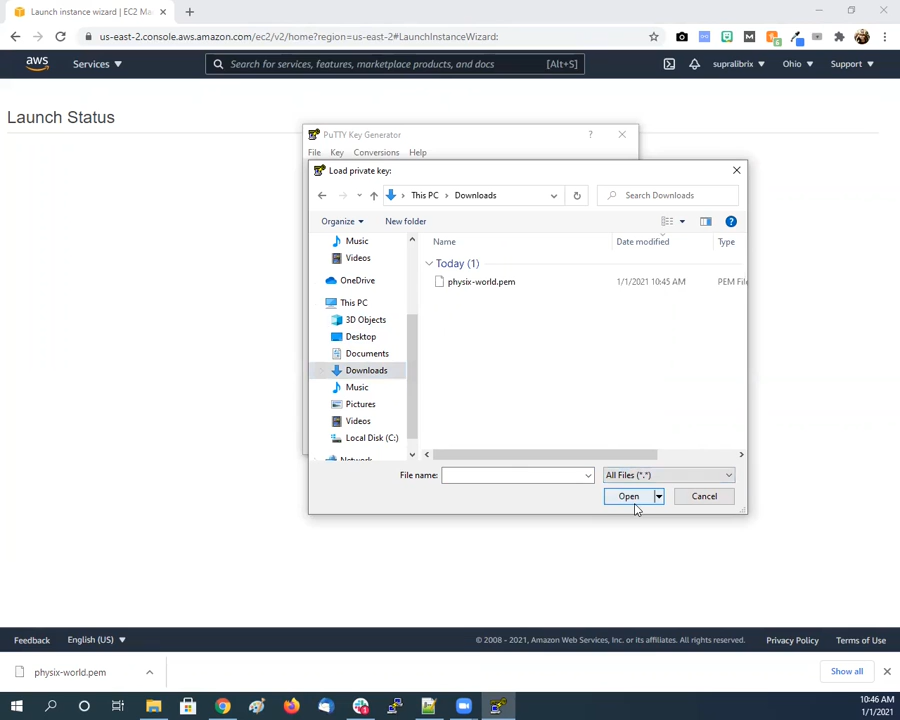 Launch instance wizard | EC2 Ma
us-east-2.console.aws.amazon.com/ec2/v2/home?region=us-east-2#LaunchInstanceWizard:
aws
Services
Search for services, features, marketplace products, and docs
[Alt+S]
supralibrix
Ohio
Support
Launch Status
PuTTY Key Generator
?
File
Key
Conversions
Help
Load private key:
This PC
Downloads
Search Downloads
Organize
New folder
Music
Videos
OneDrive
This PC
3D Objects
Desktop
Documents
Downloads
Music
Pictures
Videos
Local Disk (C:)
Network
Name
Date modified
Type
Today (1)
physix-world.pem
1/1/2021 10:45 AM
PEM File
File name:
All Files (*.*)
Open
Cancel
Feedback
English (US)
© 2008 - 2021, Amazon Web Services, Inc. or its affiliates. All rights reserved.
Privacy Policy
Terms of Use
physix-world.pem
Show all
10:46 AM
1/1/2021